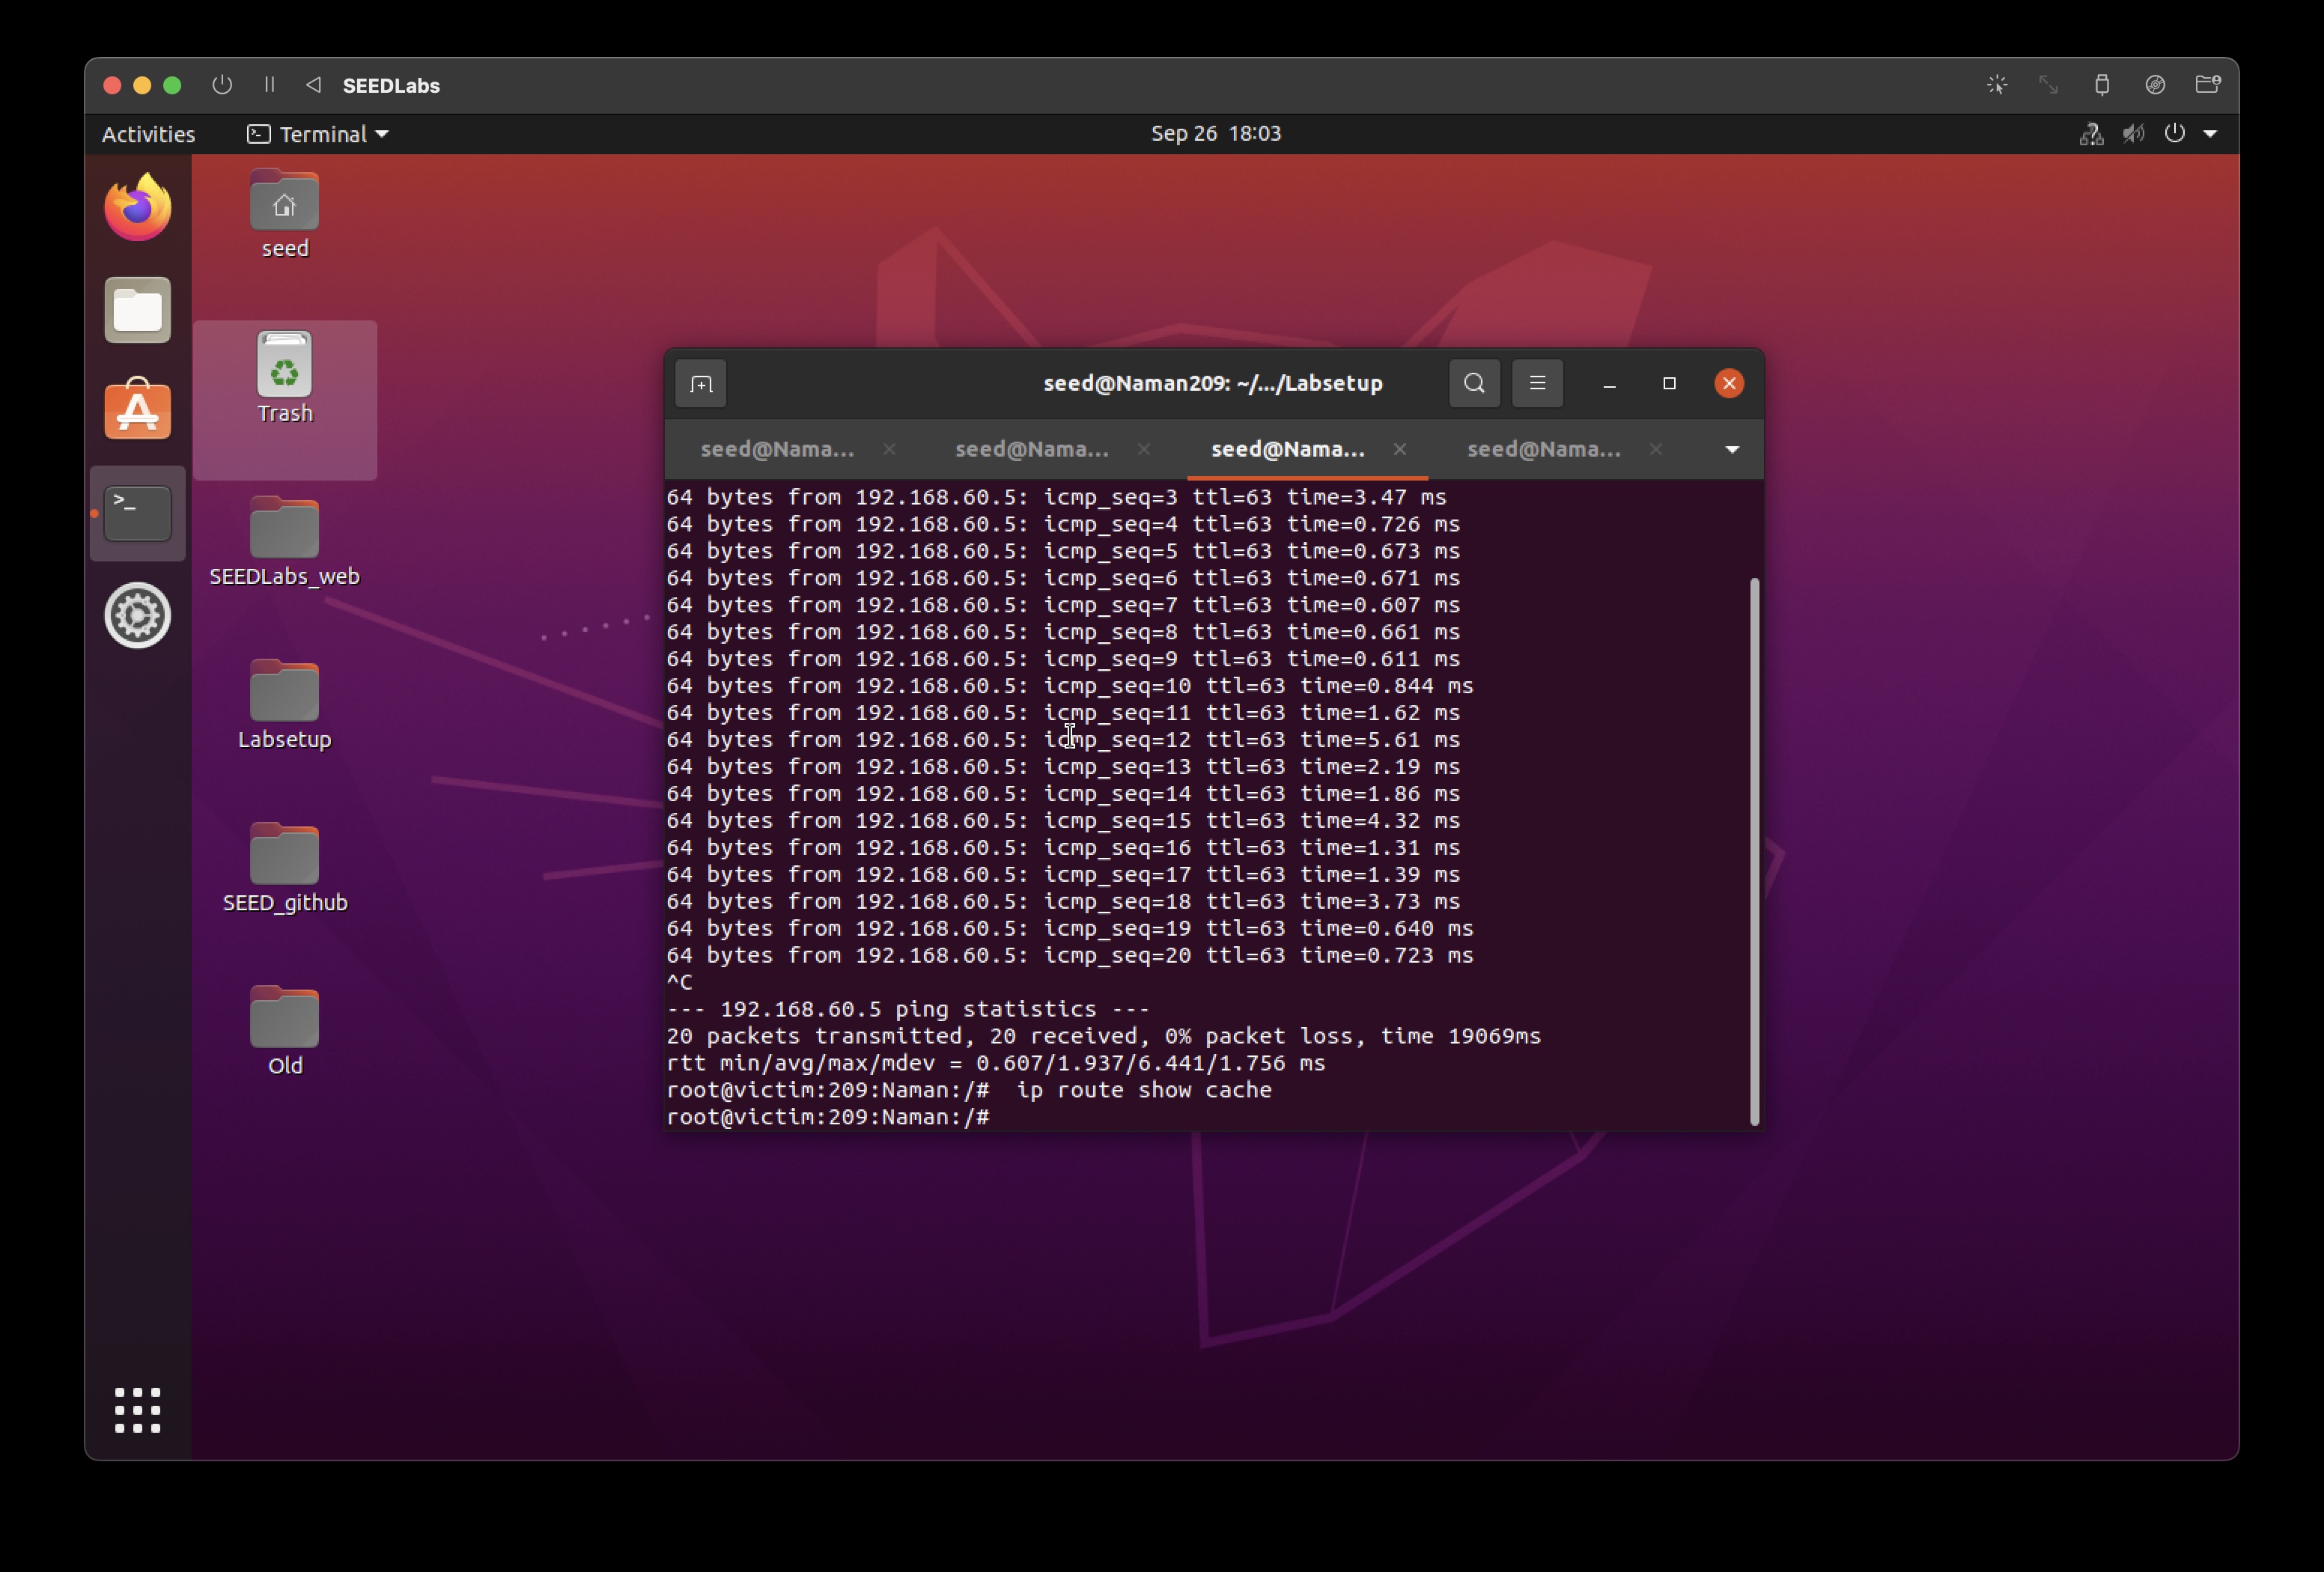 SEEDLabs
Activities
Terminal
Sep 26 18:03
seed
Trash
SEEDLabs_web
Labsetup
SEED_github
Old
seed@Naman209: ~/.../Labsetup
seed@Nama... seed@Nama... seed@Nama... seed@Nama...
64 bytes from 192.168.60.5: icmp_seq=3 ttl=63 time=3.47 ms
64 bytes from 192.168.60.5: icmp_seq=4 ttl=63 time=0.726 ms
64 bytes from 192.168.60.5: icmp_seq=5 ttl=63 time=0.673 ms
64 bytes from 192.168.60.5: icmp_seq=6 ttl=63 time=0.671 ms
64 bytes from 192.168.60.5: icmp_seq=7 ttl=63 time=0.607 ms
64 bytes from 192.168.60.5: icmp_seq=8 ttl=63 time=0.661 ms
64 bytes from 192.168.60.5: icmp_seq=9 ttl=63 time=0.611 ms
64 bytes from 192.168.60.5: icmp_seq=10 ttl=63 time=0.844 ms
64 bytes from 192.168.60.5: icmp_seq=11 ttl=63 time=1.62 ms
64 bytes from 192.168.60.5: icmp_seq=12 ttl=63 time=5.61 ms
64 bytes from 192.168.60.5: icmp_seq=13 ttl=63 time=2.19 ms
64 bytes from 192.168.60.5: icmp_seq=14 ttl=63 time=1.86 ms
64 bytes from 192.168.60.5: icmp_seq=15 ttl=63 time=4.32 ms
64 bytes from 192.168.60.5: icmp_seq=16 ttl=63 time=1.31 ms
64 bytes from 192.168.60.5: icmp_seq=17 ttl=63 time=1.39 ms
64 bytes from 192.168.60.5: icmp_seq=18 ttl=63 time=3.73 ms
64 bytes from 192.168.60.5: icmp_seq=19 ttl=63 time=0.640 ms
64 bytes from 192.168.60.5: icmp_seq=20 ttl=63 time=0.723 ms
^C
--- 192.168.60.5 ping statistics ---
20 packets transmitted, 20 received, 0% packet loss, time 19069ms
rtt min/avg/max/mdev = 0.607/1.937/6.441/1.756 ms
root@victim:209:Naman:/#  ip route show cache
root@victim:209:Naman:/#